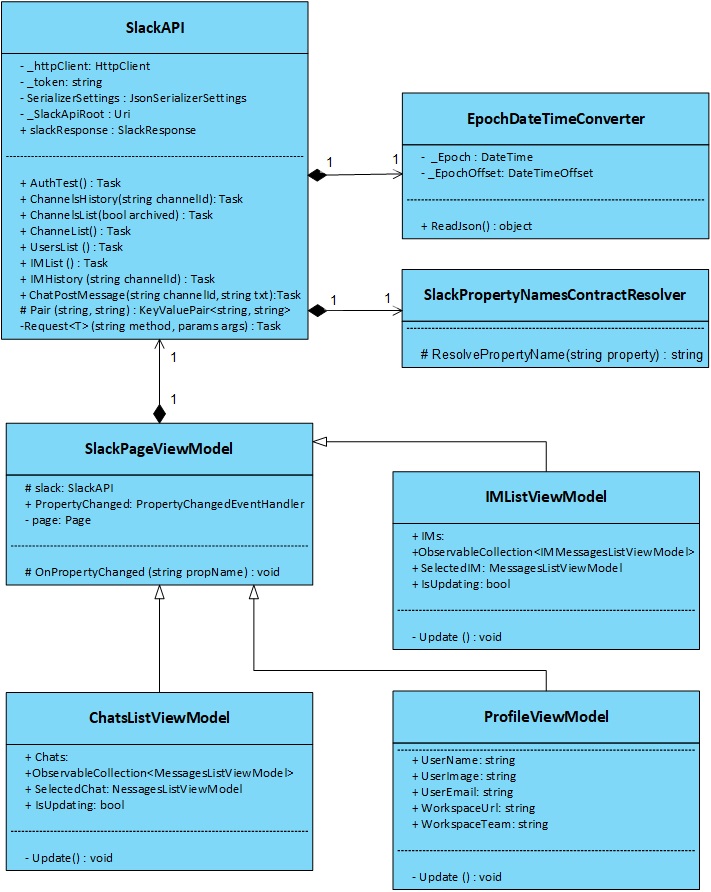 SlackAPI
- _httpClient: HttpClient
- _token: string
- SerializerSettings : JsonSerializerSettings
- _SlackApiRoot : Uri
+ slackResponse : SlackResponse
+ AuthTest() : Task
+ ChannelsHistory(string channelId): Task
+ ChannelsList(bool archived) : Task
+ ChanneList() : Task
+ UsersList () : Task
+ IMList () : Task
+ IMHistory (string channelId) : Task
+ ChatPostMessage(string channelId, string txt):Task
# Pair (string, string) : KeyValuePair<string, string>
-Request<T> (string method, params args) : Task
1
1
EpochDateTimeConverter
- _Epoch : DateTime
- _EpochOffset: DateTimeOffset
+ ReadJson() : object
1
1
SlackPropertyNamesContractResolver
# ResolvePropertyName(string property) : string
1
1
SlackPageViewModel
# slack: SlackAPI
+ PropertyChanged: PropertyChangedEventHandler
- page: Page
# OnPropertyChanged (string propName) : void
IMListViewModel
+ IMs:
+ObservableCollection<IMMessagesListViewModel>
+ SelectedIM: MessagesListViewModel
+ IsUpdating: bool
- Update () : void
ChatsListViewModel
+ Chats:
+ObservableCollection<MessagesListViewModel>
+ SelectedChat: NessagesListViewModel
+ IsUpdating: bool
- Update() : void
ProfileViewModel
+ UserName: string
+ UserImage: string
+ UserEmail: string
+ WorkspaceUrl: string
+ WorkspaceTeam: string
- Update () : void